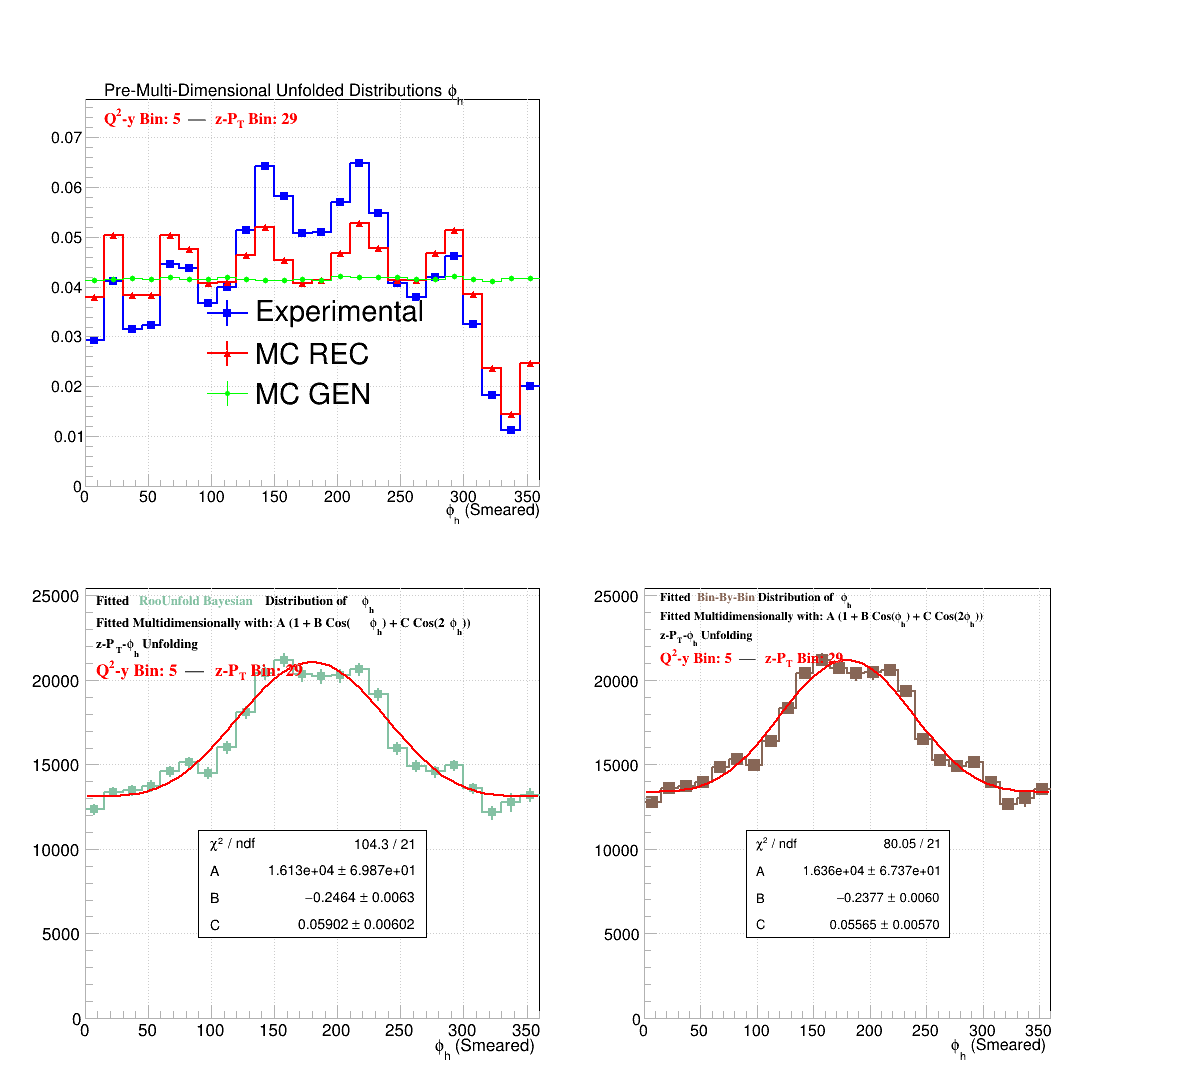 Pre-Multi-Dimensional Unfolded Distributions ϕh
Q2-y Bin: 5 — z-PT Bin: 29
0.07
0.06
0.05
0.04
0.03
0.02
0.01
0
Experimental
MC REC
MC GEN
0 50 100 150 200 250 300 350
ϕh (Smeared)
Fitted RooUnfold Bayesian Distribution of ϕh
Fitted Multidimensionally with: A (1 + B Cos( ϕh) + C Cos(2 ϕh))
z-PT-ϕh Unfolding
Q2-y Bin: 5 — z-PT Bin: 29
25000
20000
15000
10000
5000
0
χ2 / ndf 104.3 / 21
A 1.613e+04 ± 6.987e+01
B −0.2464 ± 0.0063
C 0.05902 ± 0.00602
0 50 100 150 200 250 300 350
ϕh (Smeared)
Fitted Bin-By-Bin Distribution of ϕh
Fitted Multidimensionally with: A (1 + B Cos(ϕh) + C Cos(2ϕh))
z-PT-ϕh Unfolding
Q2-y Bin: 5 — z-PT Bin: 29
25000
20000
15000
10000
5000
0
χ2 / ndf 80.05 / 21
A 1.636e+04 ± 6.737e+01
B −0.2377 ± 0.0060
C 0.05565 ± 0.00570
0 50 100 150 200 250 300 350
ϕh (Smeared)